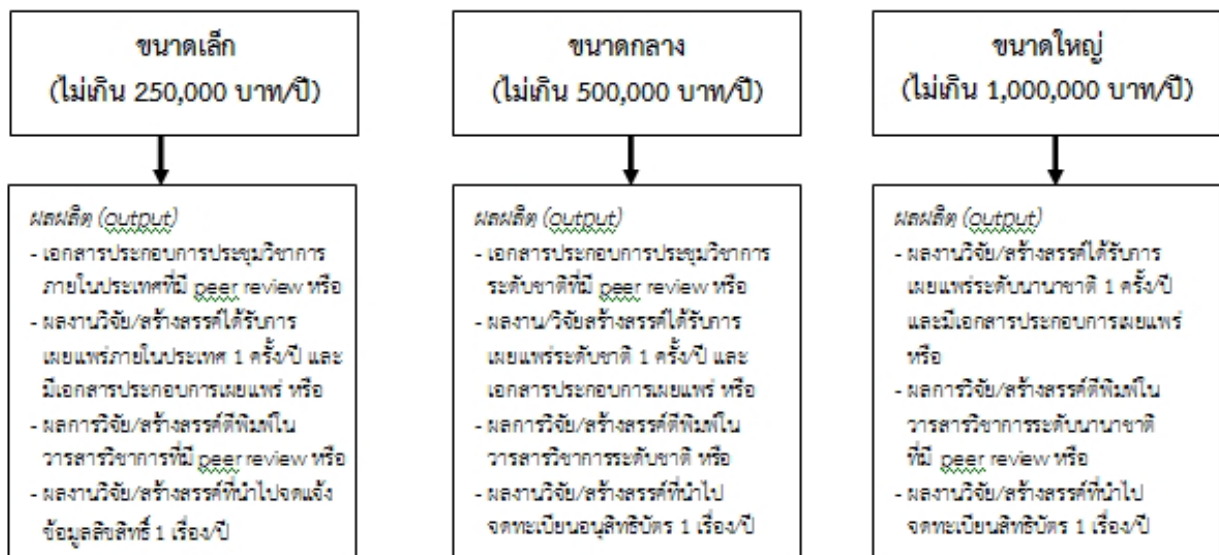 ขนาดเล็ก
(ไม่เกิน 250,000 บาท/ปี)
ผลผลิต (output)
- เอกสารประกอบการประชุมวิชาการ
ภายในประเทศที่มี peer review หรือ
- ผลงานวิจัย/สร้างสรรค์ได้รับการ
เผยแพร่ภายในประเทศ 1 ครั้ง/ปี และ
มีเอกสารประกอบการเผยแพร่ หรือ
- ผลการวิจัย/สร้างสรรค์ตีพิมพ์ใน
วารสารวิชาการที่มี peer review หรือ
- ผลงานวิจัย/สร้างสรรค์ที่นำไปจดแจ้ง
ข้อมูลลิขสิทธิ์ 1 เรื่อง/ปี
ขนาดกลาง
(ไม่เกิน 500,000 บาท/ปี)
ผลผลิต (output)
- เอกสารประกอบการประชุมวิชาการ
ระดับชาติที่มี peer review หรือ
- ผลงาน/วิจัยสร้างสรรค์ได้รับการ
เผยแพร่ระดับชาติ 1 ครั้ง/ปี และ
เอกสารประกอบการเผยแพร่ หรือ
- ผลการวิจัย/สร้างสรรค์ตีพิมพ์ใน
วารสารวิชาการระดับชาติ หรือ
- ผลงานวิจัย/สร้างสรรค์ที่นำไป
จดทะเบียนอนุสิทธิบัตร 1 เรื่อง/ปี
ขนาดใหญ่
(ไม่เกิน 1,000,000 บาท/ปี)
ผลผลิต (output)
- ผลงานวิจัย/สร้างสรรค์ได้รับการ
เผยแพร่ระดับนานาชาติ 1 ครั้ง/ปี
และมีเอกสารประกอบการเผยแพร่
หรือ
- ผลการวิจัย/สร้างสรรค์ตีพิมพ์ใน
วารสารวิชาการระดับนานาชาติ
ที่มี peer review หรือ
- ผลงานวิจัย/สร้างสรรค์ที่นำไป
จดทะเบียนสิทธิบัตร 1 เรื่อง/ปี